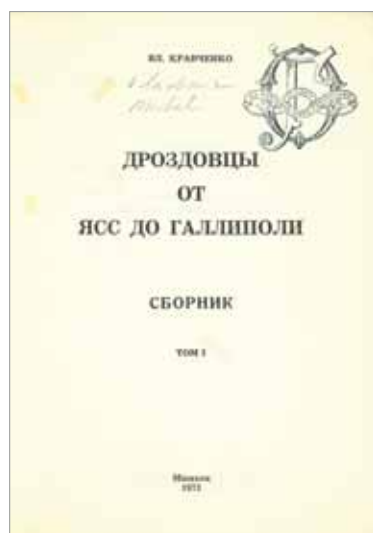 ВЛ. КРАВЧЕНКО
ДРОЗДОВЦЫ
ОТ
ЯСС ДО ГАЛЛИПОЛИ
СБОРНИК
ТОМ I
Мюнхен
1973